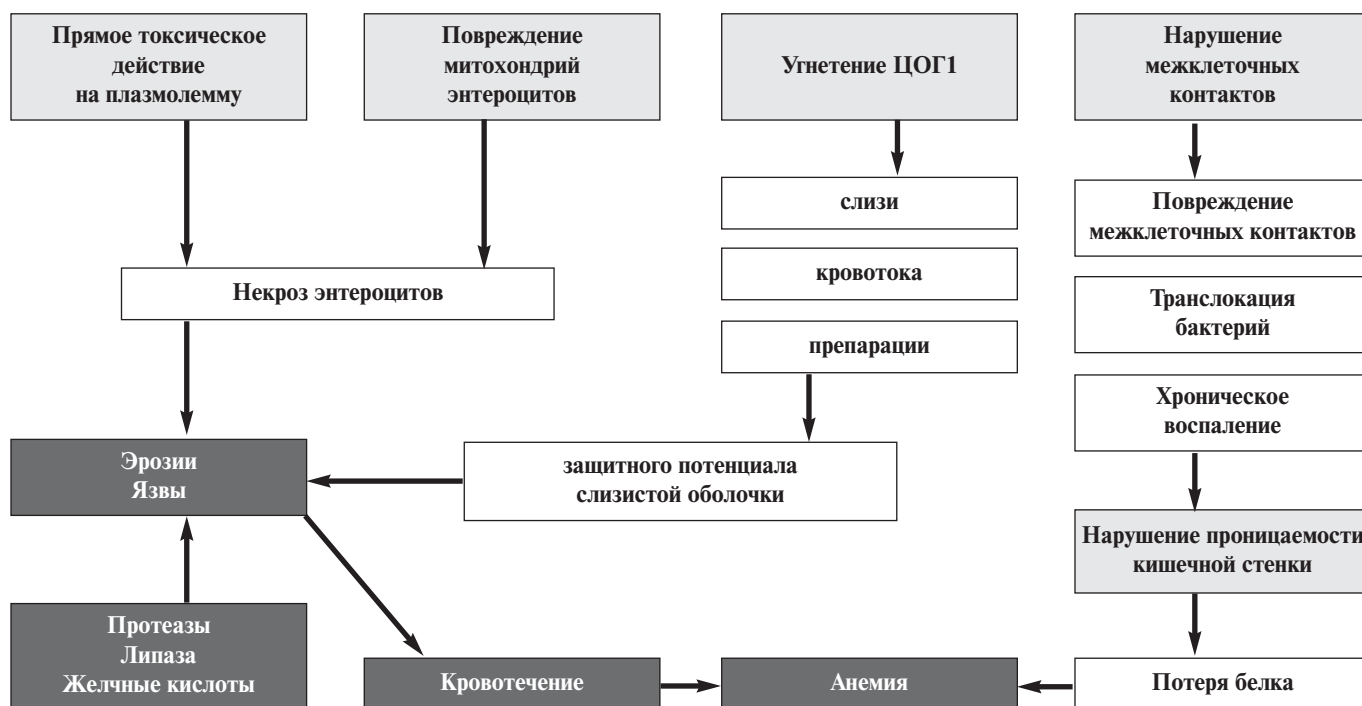 Прямое токсическое
действие
на плазмолемму
Повреждение
митохондрий
энтероцитов
Угнетение ЦОГ1
Нарушение
межклеточных
контактов
слизи
Повреждение
межклеточных контактов
кровотока
Некроз энтероцитов
Транслокация
бактерий
препарации
Хроническое
воспаление
Эрозии
Язвы
защитного потенциала
слизистой оболочки
Нарушение проницаемости
кишечной стенки
Протеазы
Липаза
Желчные кислоты
Кровотечение
Анемия
Потеря белка